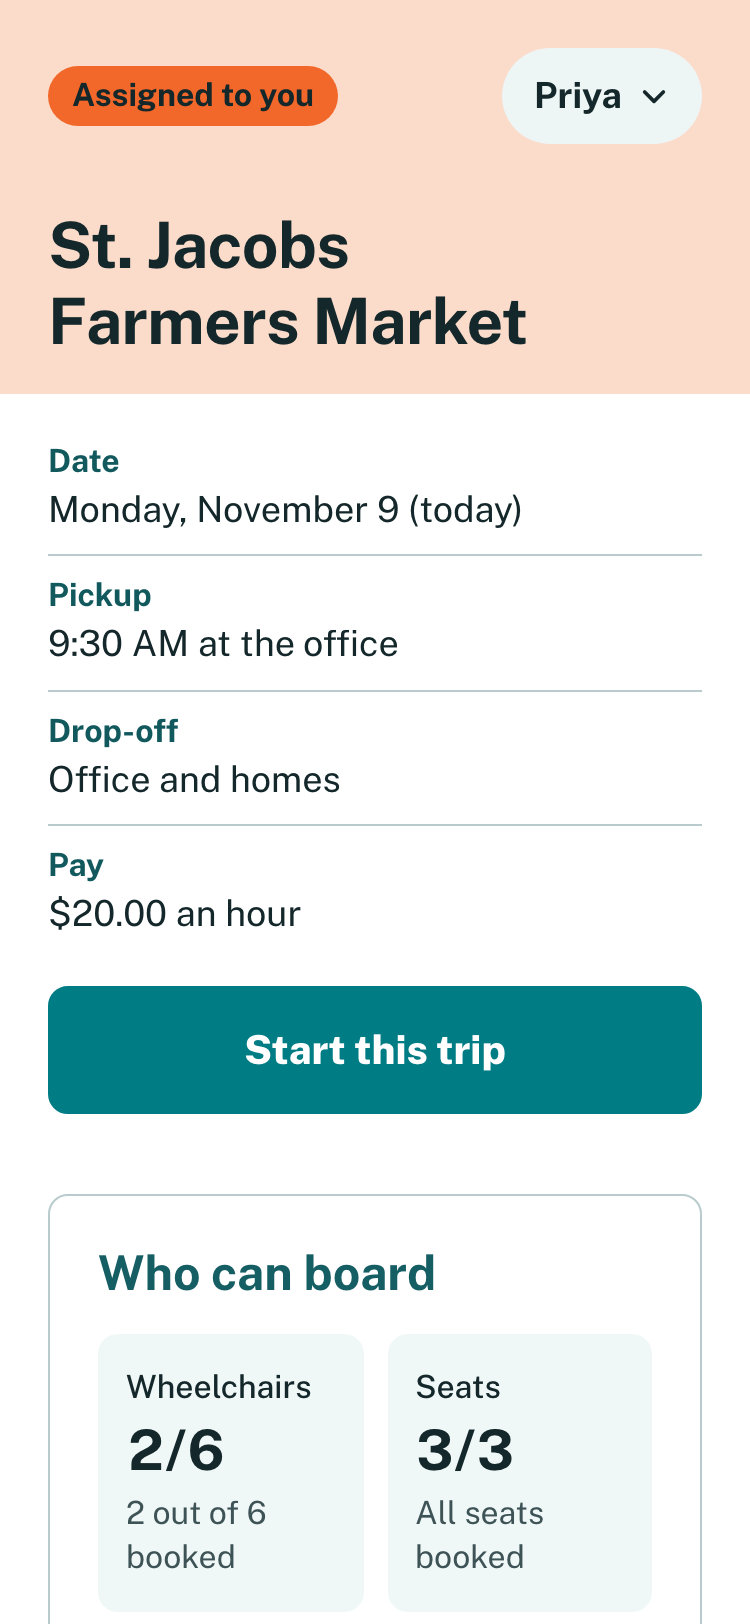 Assigned to you
Priya
St. Jacobs
Farmers Market
Date
Monday, November 9 (today)
Pickup
9:30 AM at the office
Drop-off
Office and homes
Pay
$20.00 an hour
Start this trip
Who can board
Wheelchairs
2/6
2 out of 6
booked
Seats
3/3
All seats
booked